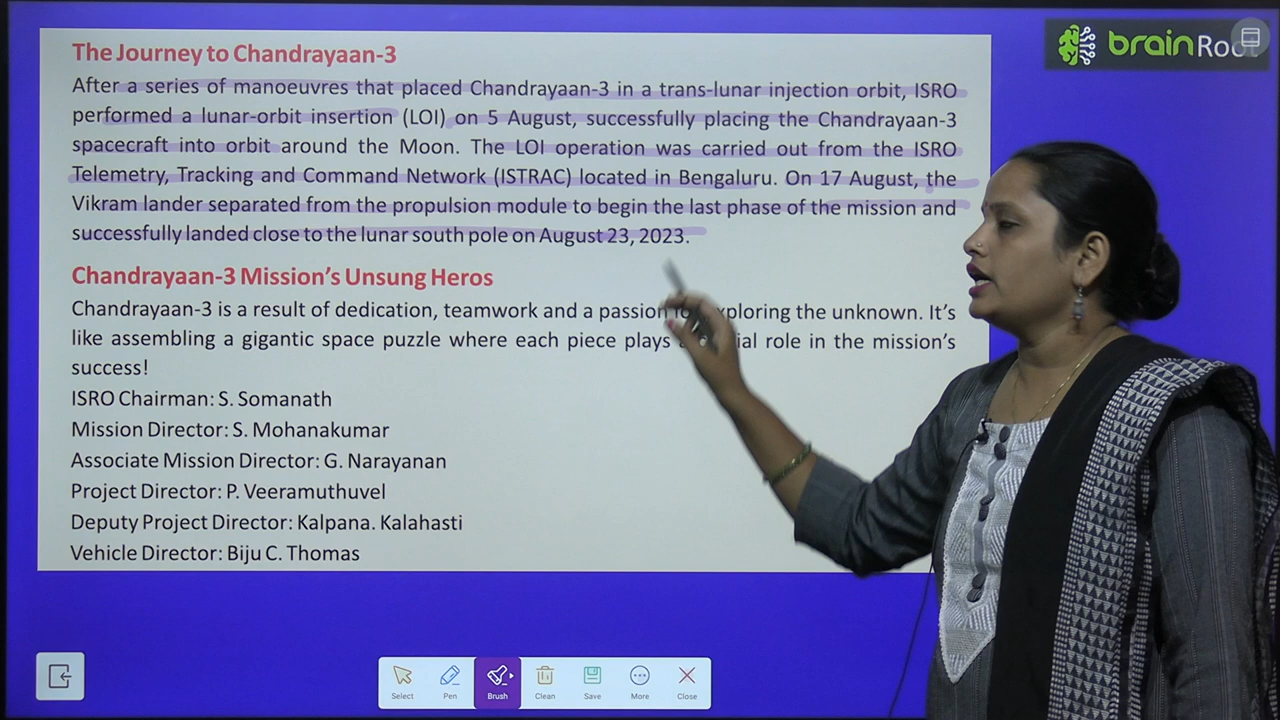 The Journey to Chandrayaan-3
After a series of manoeuvres that placed Chandrayaan-3 in a trans-lunar injection orbit, ISRO
performed a lunar-orbit insertion (LOI) on 5 August, successfully placing the Chandrayaan-3
spacecraft into orbit around the Moon. The LOI operation was carried out from the ISRO
Telemetry, Tracking and Command Network (ISTRAC) located in Bengaluru. On 17 August, the
Vikram lander separated from the propulsion module to begin the last phase of the mission and
successfully landed close to the lunar south pole on August 23, 2023.
Chandrayaan-3 Mission's Unsung Heros
Chandrayaan-3 is a result of dedication, teamwork and a passion exploring the unknown. It's
like assembling a gigantic space puzzle where each piece plays role in the mission's
success!
ISRO Chairman: S. Somanath
Mission Director: S. Mohanakumar
Associate Mission Director: G. Narayanan
Project Director: P. Veeramuthuvel
Deputy Project Director: Kalpana. Kalahasti
Vehicle Director: Biju C. Thomas
brain
Select Pen Brush Clean Save More Close